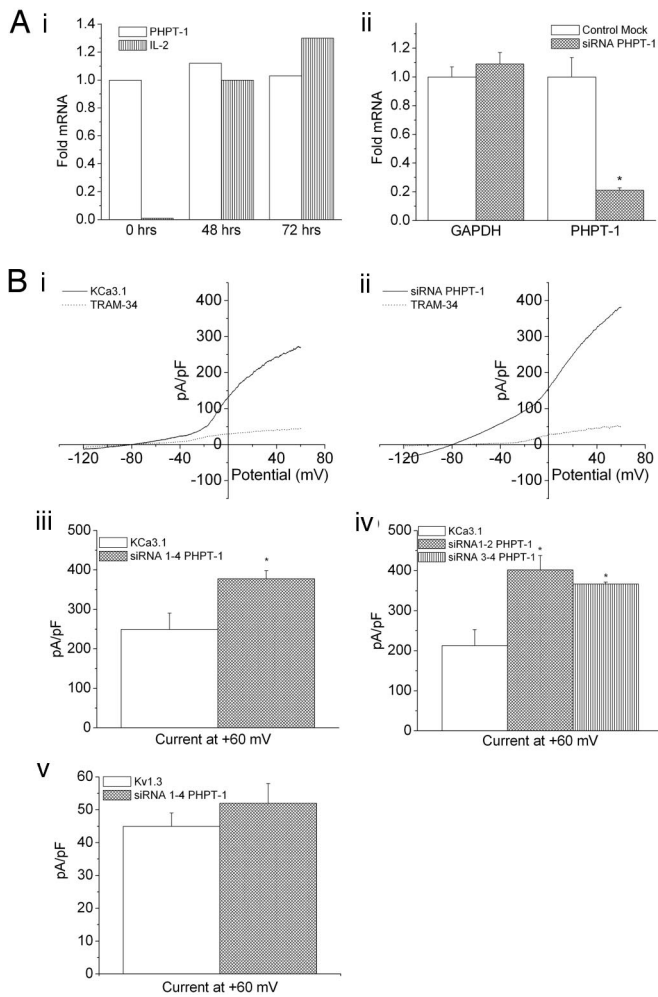 A i
PHPT-1
IL-2
Fold mRNA
1.4
1.2
1.0
0.8
0.6
0.4
0.2
0.0
0 hrs 48 hrs 72 hrs
ii
Control Mock
siRNA PHPT-1
Fold mRNA
1.2
1.0
0.8
0.6
0.4
0.2
0.0
*
GAPDH PHPT-1
B i
KCa3.1
TRAM-34
pA/pF
400
300
200
100
-100
-120 -80 -40 0 40 80
Potential (mV)
ii
siRNA PHPT-1
TRAM-34
pA/pF
400
300
200
100
-100
-120 -80 -40 0 40 80
Potential (mV)
iii
KCa3.1
siRNA 1-4 PHPT-1
*
pA/pF
500
400
300
200
100
0
Current at +60 mV
iv
KCa3.1
siRNA1-2 PHPT-1
siRNA 3-4 PHPT-1
* *
pA/pF
500
400
300
200
100
0
Current at +60 mV
v
Kv1.3
siRNA 1-4 PHPT-1
pA/pF
60
50
40
30
20
10
0
Current at +60 mV